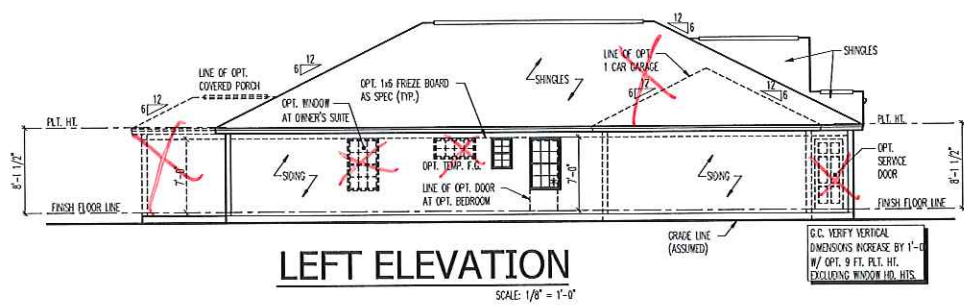 12
6
12
6
LINE OF OPT.
COVERED PORCH
12
6
OPT. WINDOW
AT OWNER'S SUITE
OPT. 1x6 FREIZE BOARD
AS SPEC (TYP.)
SHINGLES
LINE OF OPT.
1 CAR GARAGE
12
6
12
6
SHINGLES
PLT. HT.
PLT. HT.
8'-1 1/2"
7'-0"
SIDING
OPT. TEMP. F.G.
LINE OF OPT. DOOR
AT OPT. BEDROOM
7'-0"
SIDING
OPT.
SERVICE
DOOR
8'-1 1/2"
FINISH FLOOR LINE
FINISH FLOOR LINE
GRADE LINE
(ASSUMED)
G.C. VERIFY VERTICAL
DIMENSIONS INCREASE BY 1'-0
W/ OPT. 9 FT. PLT. HT.
EXCLUDING WINDOW HD. HTS.
LEFT ELEVATION
SCALE: 1/8" = 1'-0"